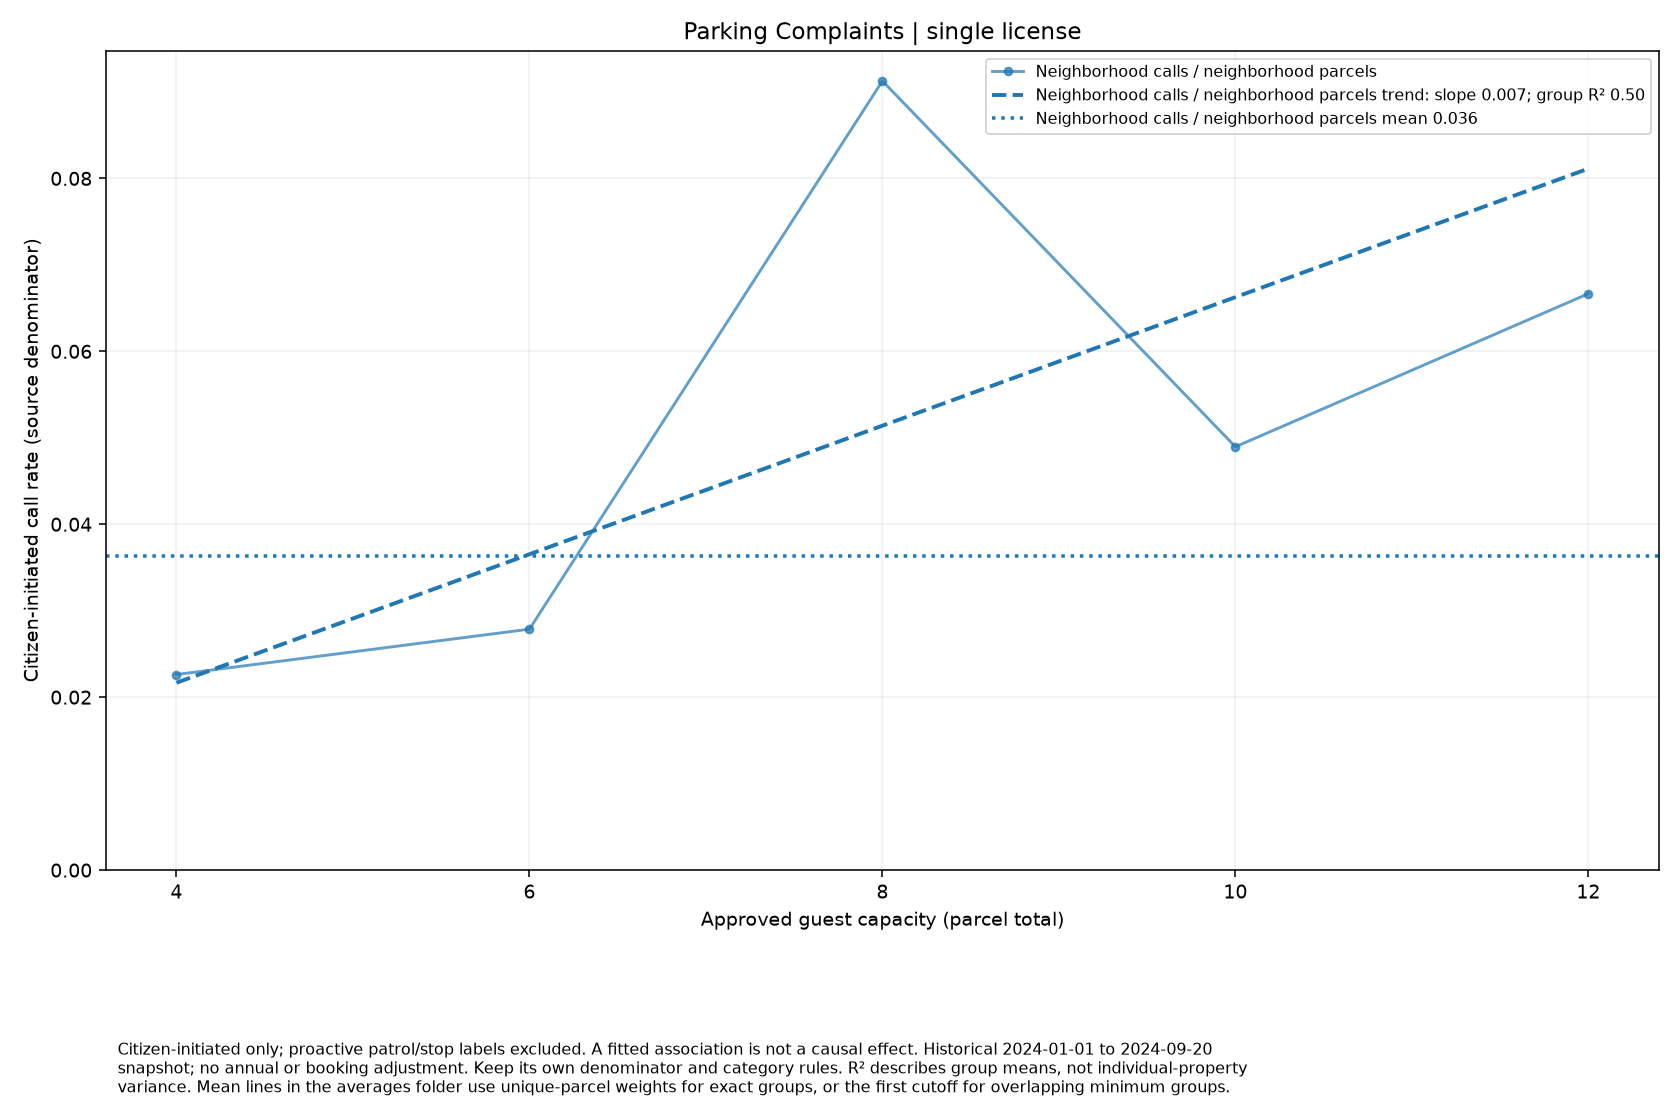 Parking Complaints | single license
Neighborhood calls / neighborhood parcels
Neighborhood calls / neighborhood parcels trend: slope 0.007; group R² 0.50
Neighborhood calls / neighborhood parcels mean 0.036
Citizen-initiated call rate (source denominator)
0.08
0.06
0.04
0.02
0.00
4 6 8 10 12
Approved guest capacity (parcel total)
Citizen-initiated only; proactive patrol/stop labels excluded. A fitted association is not a causal effect. Historical 2024-01-01 to 2024-09-20
snapshot; no annual or booking adjustment. Keep its own denominator and category rules. R² describes group means, not individual-property
variance. Mean lines in the averages folder use unique-parcel weights for exact groups, or the first cutoff for overlapping minimum groups.